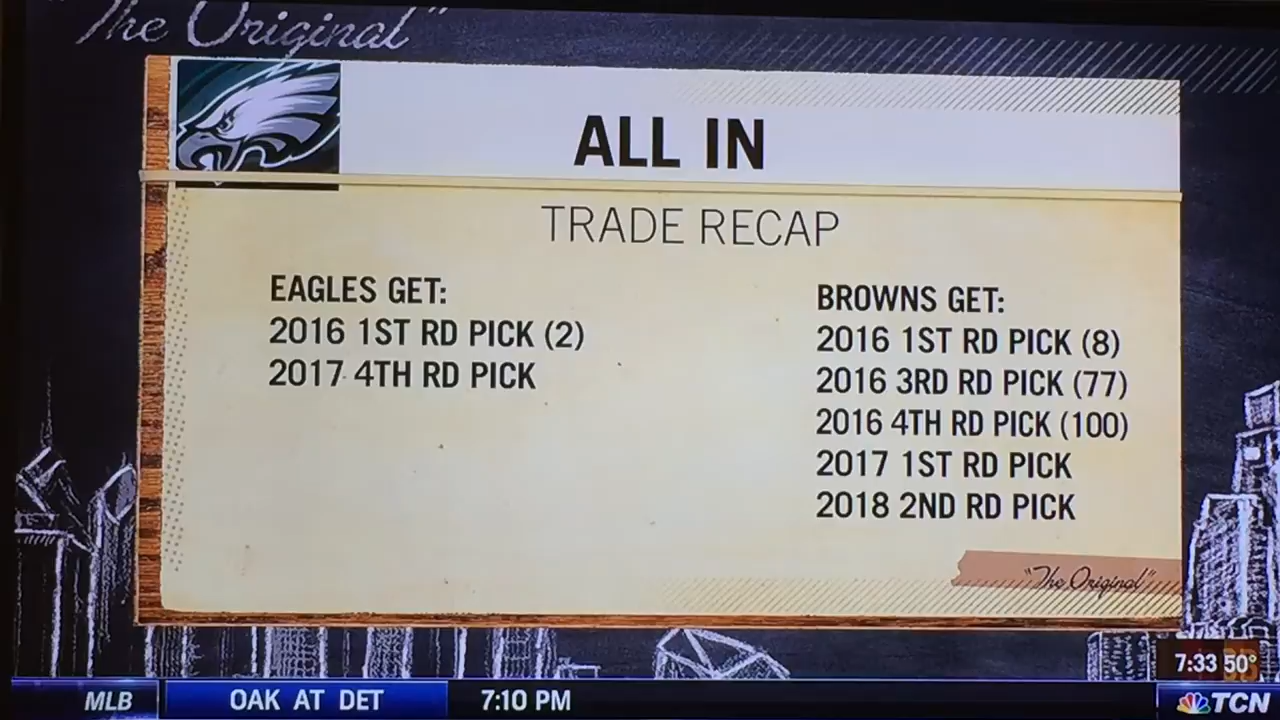 "The Original"
ALL IN
TRADE RECAP
EAGLES GET:
2016 1ST RD PICK (2)
2017 4TH RD PICK
BROWNS GET:
2016 1ST RD PICK (8)
2016 3RD RD PICK (77)
2016 4TH RD PICK (100)
2017 1ST RD PICK
2018 2ND RD PICK
"The Original"
7:33 50°
MLB OAK AT DET 7:10 PM TCN